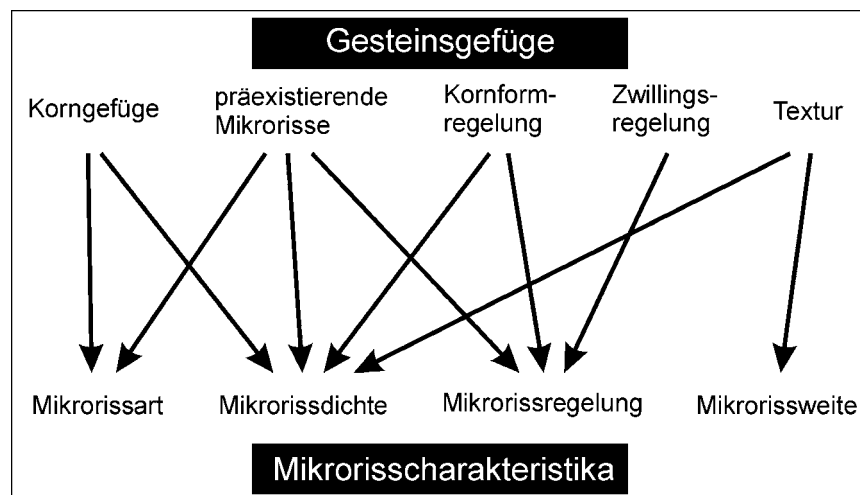 Gesteinsgefüge
Korngefüge
präexistierende
Mikrorisse
Kornform-
regelung
Zwillings-
regelung
Textur
Mikrorissart
Mikrorissdichte
Mikrorissregelung
Mikrorissweite
Mikrorisscharakteristika